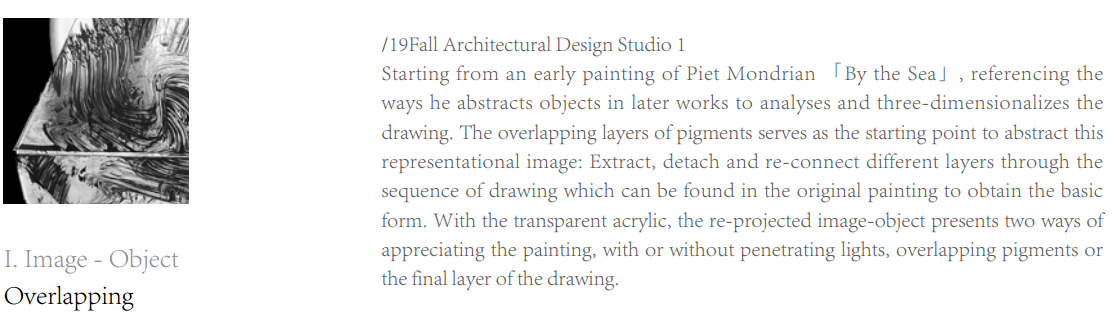 /19Fall Architectural Design Studio 1
Starting from an early painting of Piet Mondrian 「By the Sea」, referencing the
ways he abstracts objects in later works to analyses and three-dimensionalizes the
drawing. The overlapping layers of pigments serves as the starting point to abstract this
representational image: Extract, detach and re-connect different layers through the
sequence of drawing which can be found in the original painting to obtain the basic
form. With the transparent acrylic, the re-projected image-object presents two ways of
appreciating the painting, with or without penetrating lights, overlapping pigments or
the final layer of the drawing.
I. Image - Object
Overlapping